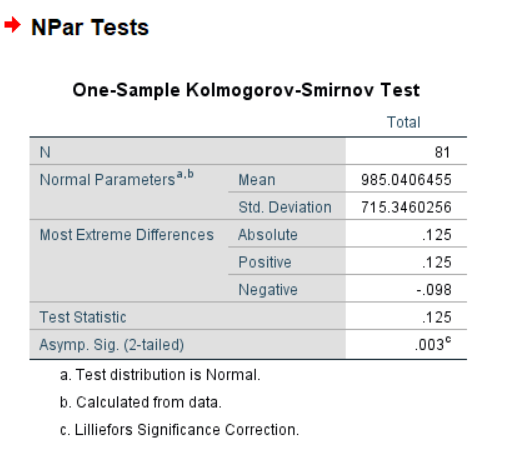 NPar Tests
One-Sample Kolmogorov-Smirnov Test
Total
N 81
Normal Parametersa,b Mean 985.0406455
Std. Deviation 715.3460256
Most Extreme Differences Absolute .125
Positive .125
Negative -.098
Test Statistic .125
Asymp. Sig. (2-tailed) .003c
a. Test distribution is Normal.
b. Calculated from data.
c. Lilliefors Significance Correction.